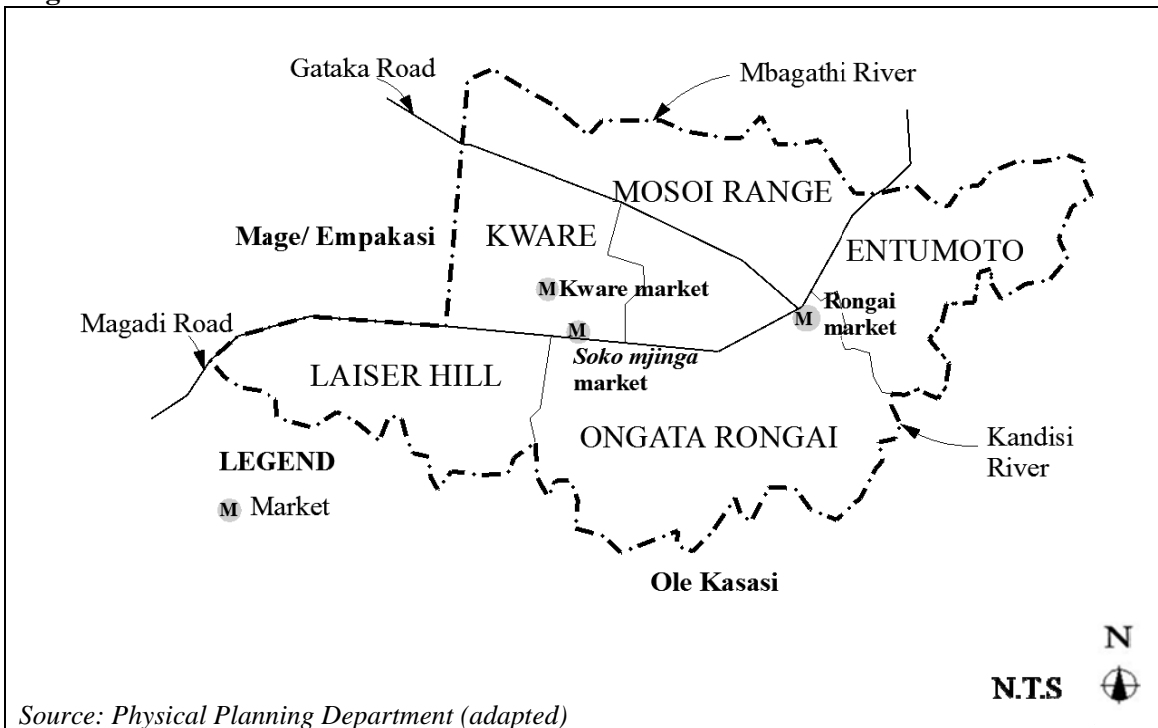 Gataka Road
Mbagathi River
MOSOI RANGE
Mage/ Empakasi
KWARE
ENTUMOTO
M Kware market
Rongai
M
market
Magadi Road
M
Soko mjinga
market
LAISER HILL
ONGATA RONGAI
Kandisi
River
LEGEND
M Market
Ole Kasasi
N
N.T.S
Source: Physical Planning Department (adapted)